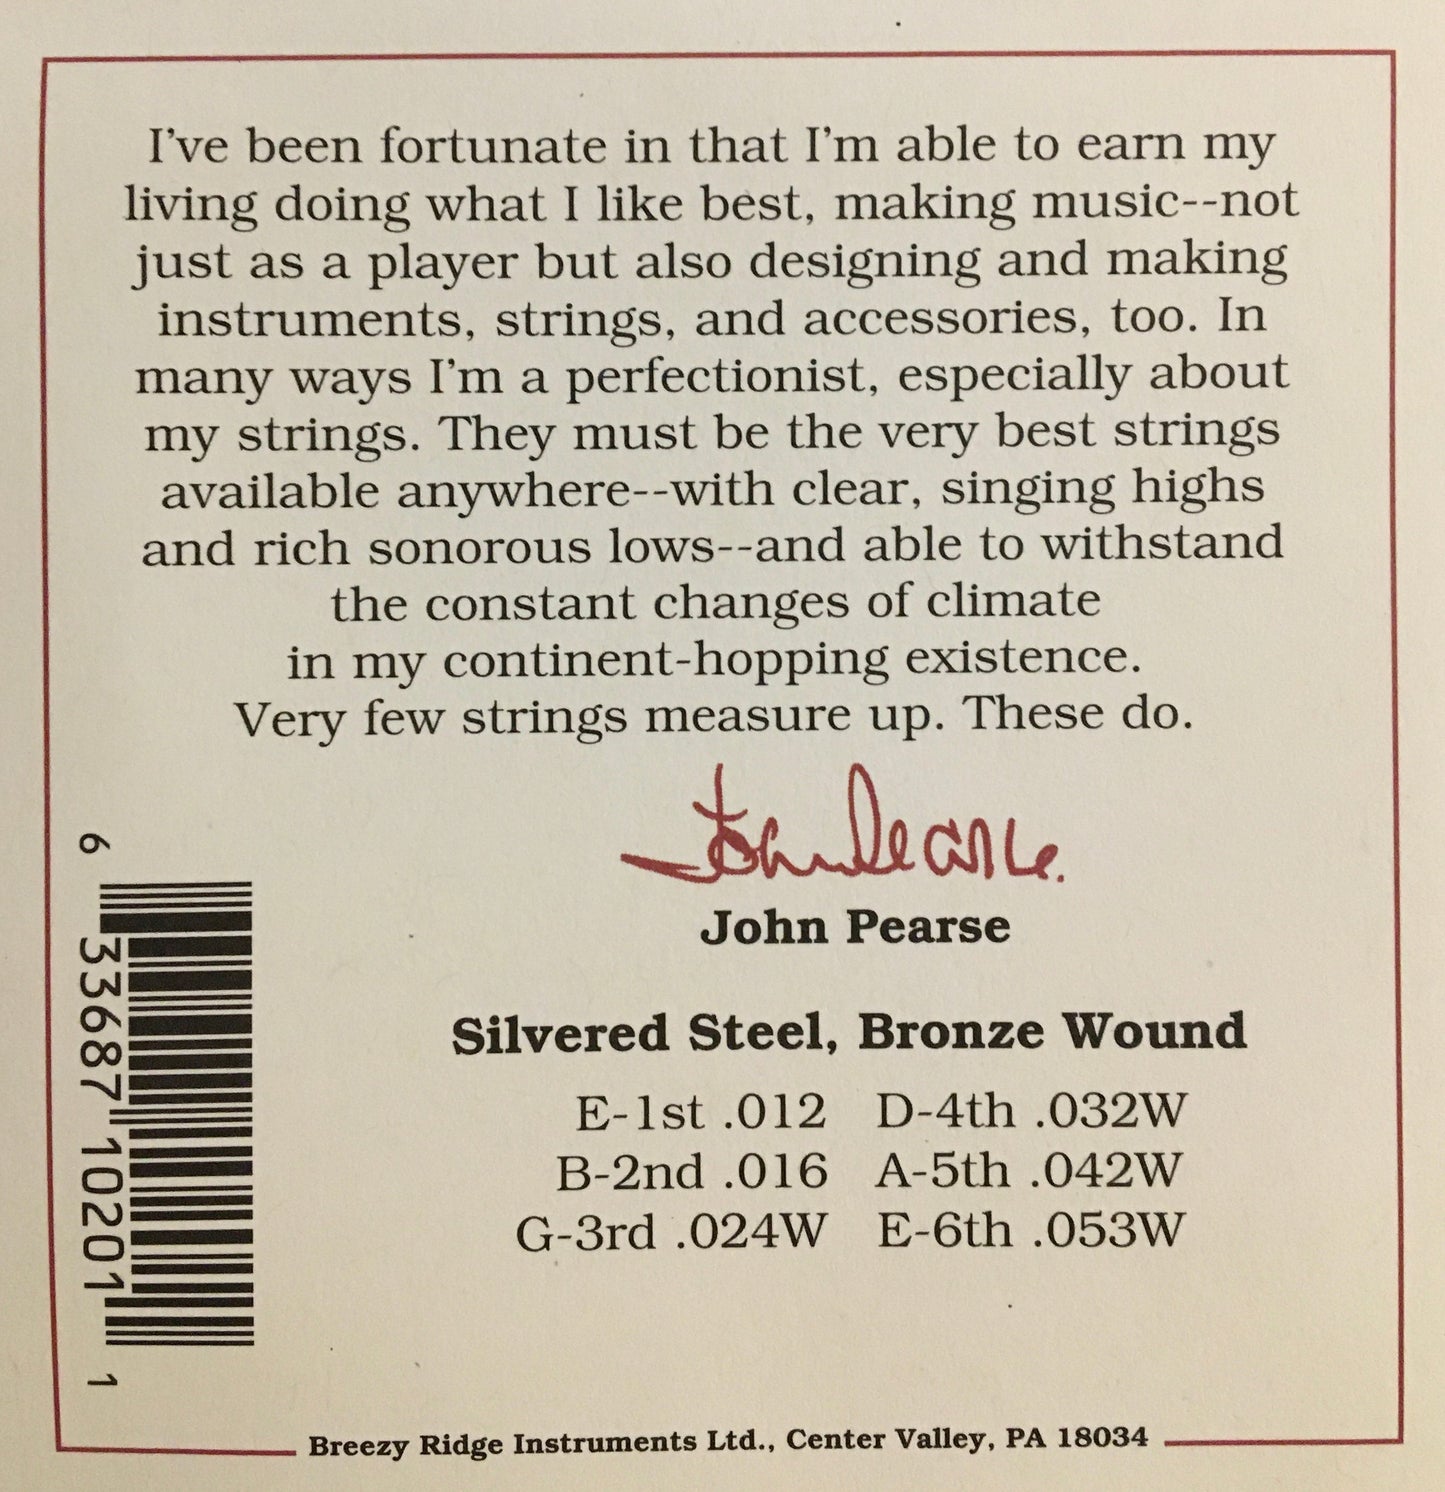 I've been fortunate in that I'm able to earn my
living doing what I like best, making music--not
just as a player but also designing and making
instruments, strings, and accessories, too. In
many ways I'm a perfectionist, especially about
my strings. They must be the very best strings
available anywhere--with clear, singing highs
and rich sonorous lows--and able to withstand
the constant changes of climate
in my continent-hopping existence.
Very few strings measure up. These do.
John Pearse.
John Pearse
Silvered Steel, Bronze Wound
E-1st .012 D-4th .032W
B-2nd .016 A-5th .042W
G-3rd .024W E-6th .053W
6 33687 10201 1
Breezy Ridge Instruments Ltd., Center Valley, PA 18034